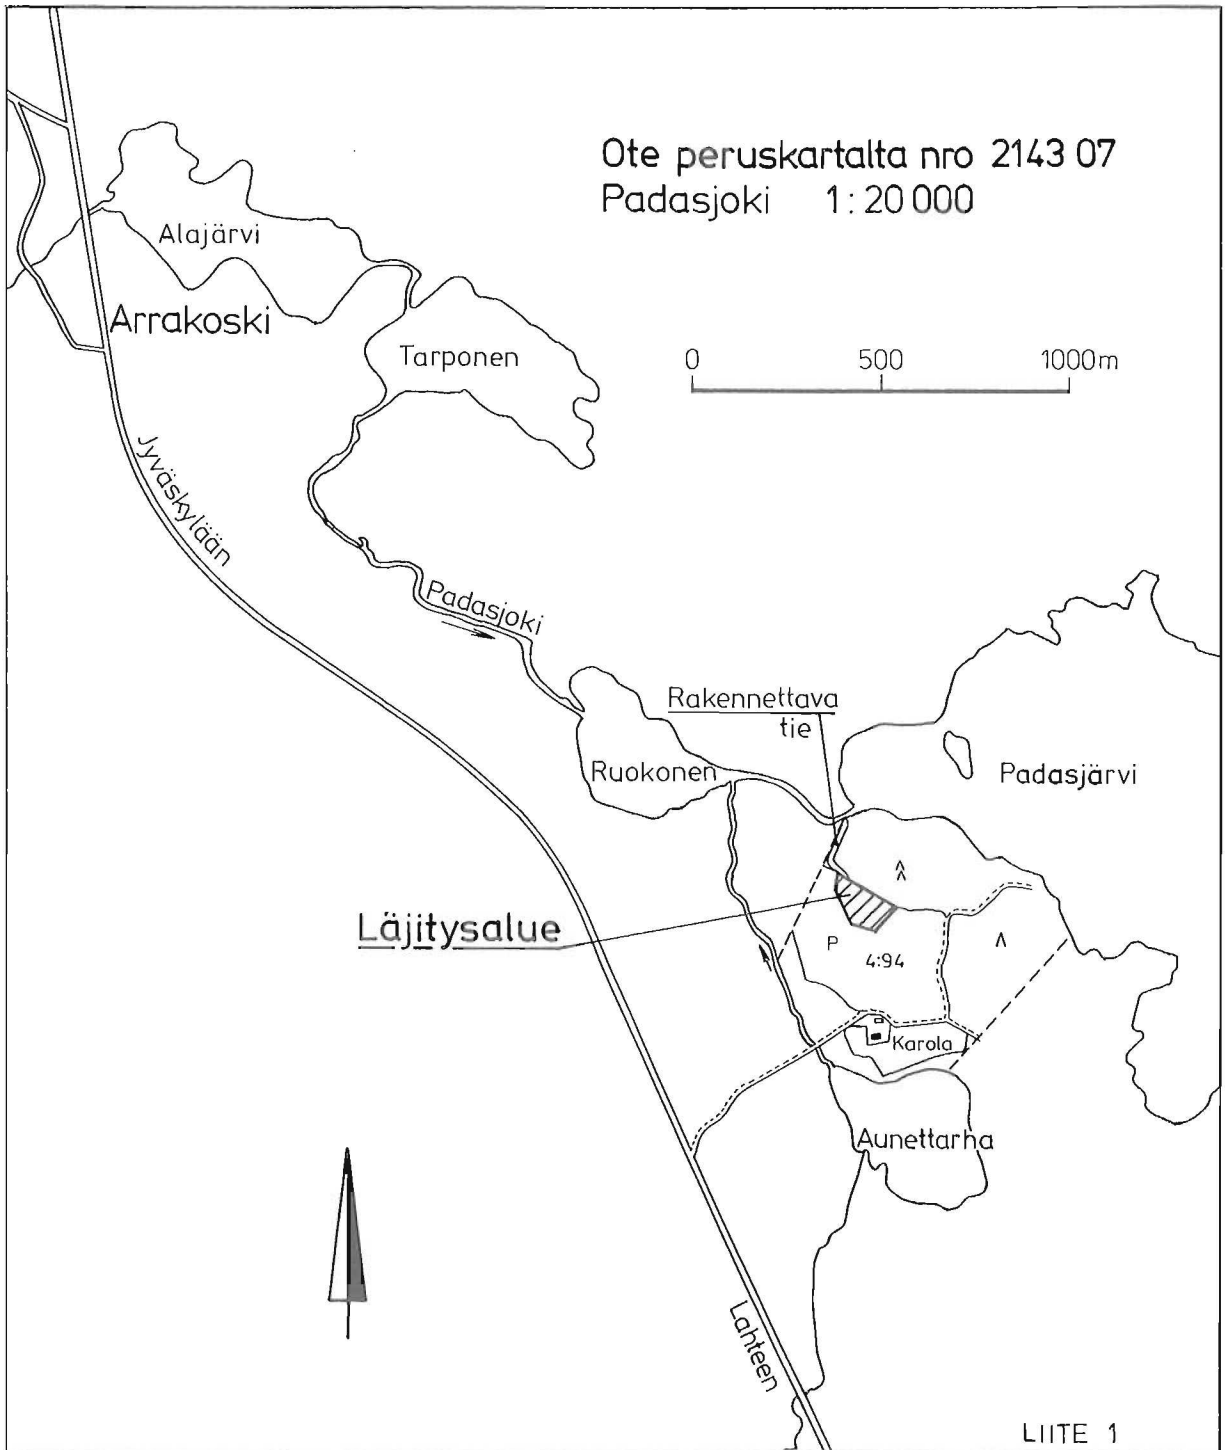 Ote peruskartalta nro 2143 07
Padasjoki 1:20 000
Alajärvi
Arrakoski
Tarponen
0 500 1000m
Jyväskylään
Padasjoki
Rakennettava
tie
Ruokonen
Padasjärvi
Läjitysalue
P
4:94
Karola
Aunettarha
Lahteen
LIITE 1